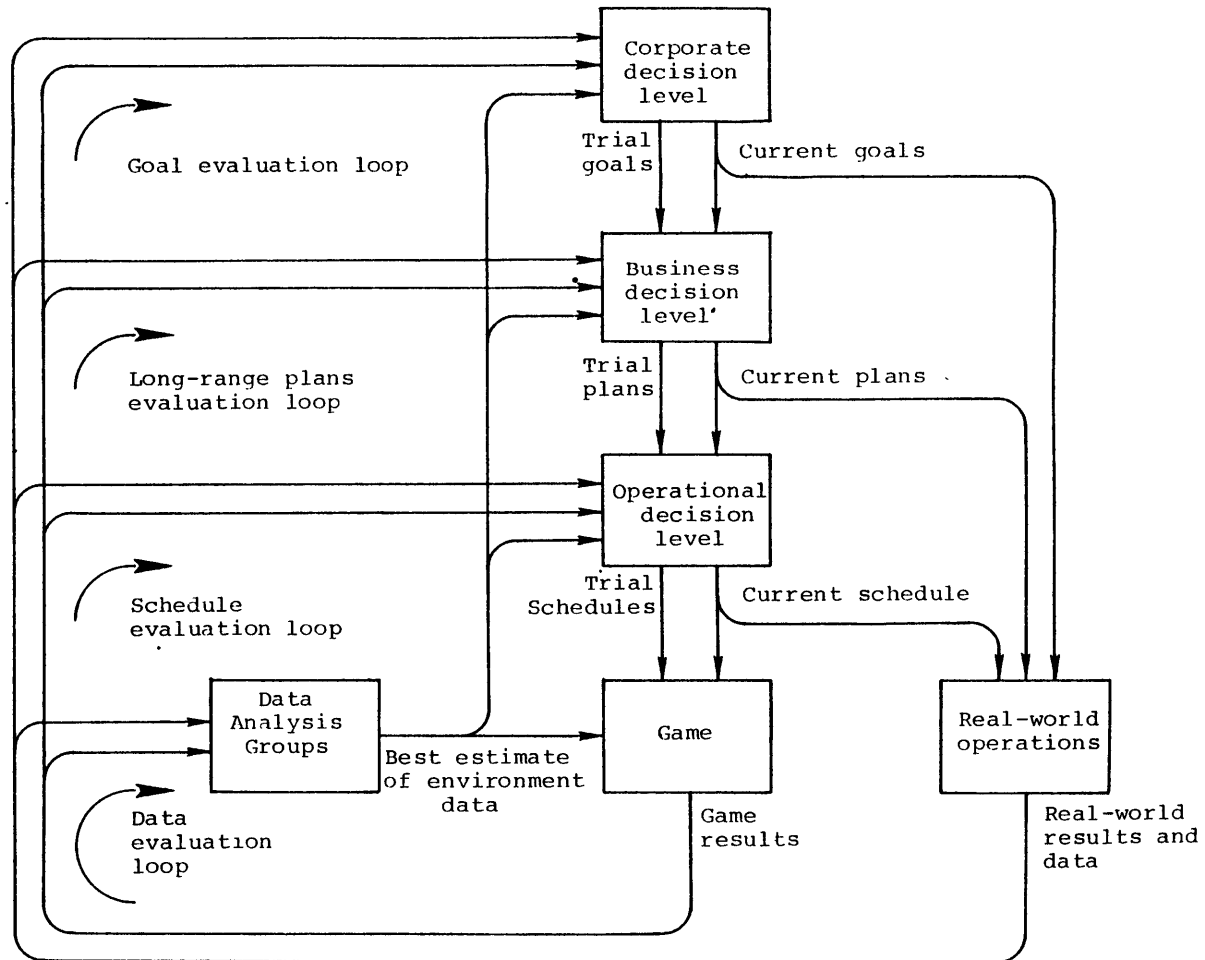 Corporate
decision
level
Trial
goals
Current goals
Goal evaluation loop
Business
decision
level
Trial
plans
Current plans
Long-range plans
evaluation loop
Operational
decision
level
Trial
Schedules
Current schedule
Schedule
evaluation loop
Data
Analysis
Groups
Best estimate
of environment
data
Game
Real-world
operations
Data
evaluation
loop
Game
results
Real-world
results and
data